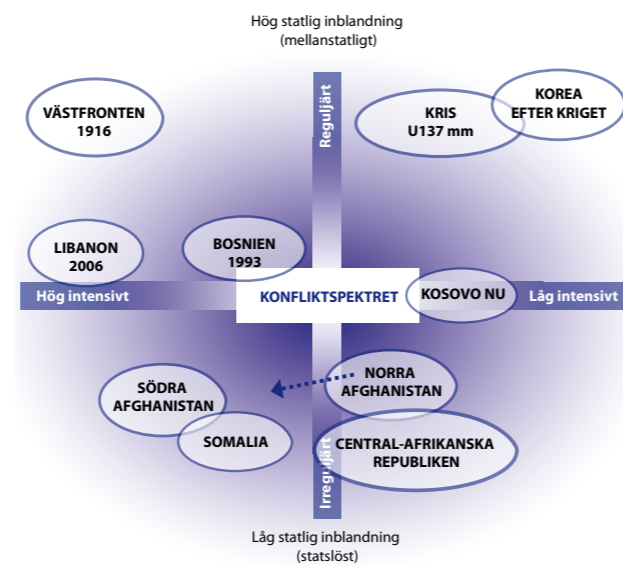 Hög statlig inblandning
(mellanstatligt)
Reguljärt
VÄSTFRONTEN
1916
KRIS
U137 mm
KOREA
EFTER KRIGET
LIBANON
2006
BOSNIEN
1993
Hög intensivt
KONFLIKTSPEKTRET
KOSOVO NU
Låg intensivt
SÖDRA
AFGHANISTAN
NORRA
AFGHANISTAN
SOMALIA
CENTRAL-AFRIKANSKA
REPUBLIKEN
Irreguljärt
Låg statlig inblandning
(statslöst)